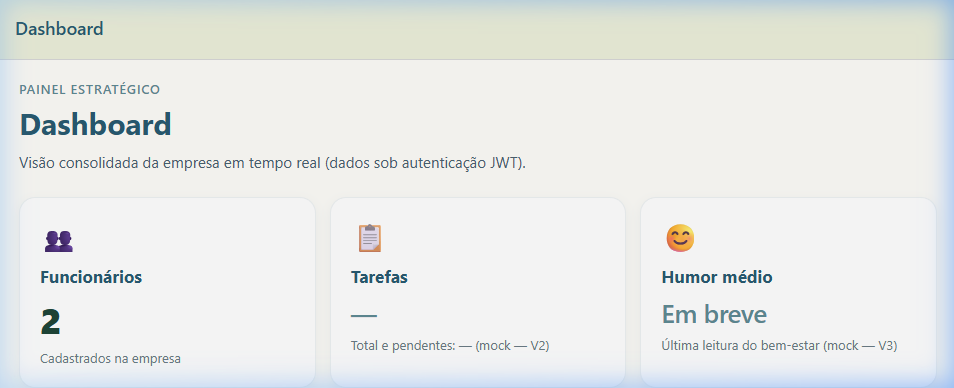 Dashboard
PAINEL ESTRATÉGICO
Dashboard
Visão consolidada da empresa em tempo real (dados sob autenticação JWT).
Funcionários
2
Cadastrados na empresa
Tarefas
—
Total e pendentes: — (mock — V2)
Humor médio
Em breve
Última leitura do bem-estar (mock — V3)